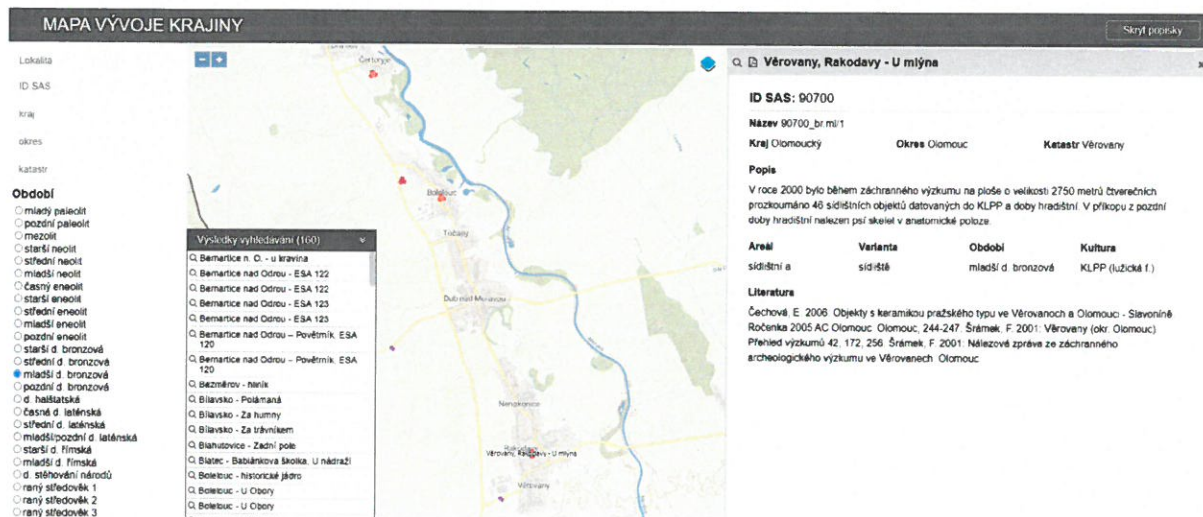 MAPA VÝVOJE KRAJINY
Skrýt popisky
Lokalita
ID SAS
kraj
okres
katastr
Období
mladý paleolit
pozdní paleolit
mezolit
starší neolit
střední neolit
mladší neolit
časný eneolit
starší eneolit
střední eneolit
mladší eneolit
pozdní eneolit
starší d. bronzová
střední d. bronzová
mladší d. bronzová
pozdní d. bronzová
d. halštatská
časná d. laténská
střední d. laténská
mladší/pozdní d. laténská
starší d. římská
mladší d. římská
d. stěhování národů
raný středověk 1
raný středověk 2
raný středověk 3
Výsledky vyhledávání (160)
Bernartice n. O. - u kravína
Bernartice nad Odrou - ESA 122
Bernartice nad Odrou - ESA 122
Bernartice nad Odrou - ESA 123
Bernartice nad Odrou - ESA 123
Bernartice nad Odrou – Povětrník, ESA
120
Bernartice nad Odrou – Povětrník, ESA
120
Bezměrov - hliník
Bílavsko - Polámaná
Bílavsko - Za humny
Bílavsko - Za trávníkem
Blahutovice - Zadní pole
Blatec - Babiánkova školka, U nádraží
Bolelouc - historické jádro
Bolelouc - U Obory
Bolelouc - U Obory
Čertoryje
Bolelouc
Tučapy
Dub nad Moravou
Nenakonice
Rakodavy
Věrovany, Rakodavy - U mlýna
Věrovany
Věrovany, Rakodavy - U mlýna
ID SAS: 90700
Název 90700_br.ml/1
Kraj Olomoucký Okres Olomouc Katastr Věrovany
Popis
V roce 2000 bylo během záchranného výzkumu na ploše o velikosti 2750 metrů čtverečních
prozkoumáno 46 sídlištních objektů datovaných do KLPP a doby hradištní. V příkopu z pozdní
doby hradištní nalezen psí skelet v anatomické poloze.
Areál Varianta Období Kultura
sídlištní a sídliště mladší d. bronzová KLPP (lužická f.)
Literatura
Čechová, E. 2006: Objekty s keramikou pražského typu ve Věrovanoch a Olomouci - Slavoníně
Ročenka 2005 AC Olomouc. Olomouc, 244-247. Šrámek, F. 2001: Věrovany (okr. Olomouc)
Přehled výzkumů 42, 172, 256. Šrámek, F. 2001: Nálezová zpráva ze záchranného
archeologického výzkumu ve Věrovanech. Olomouc